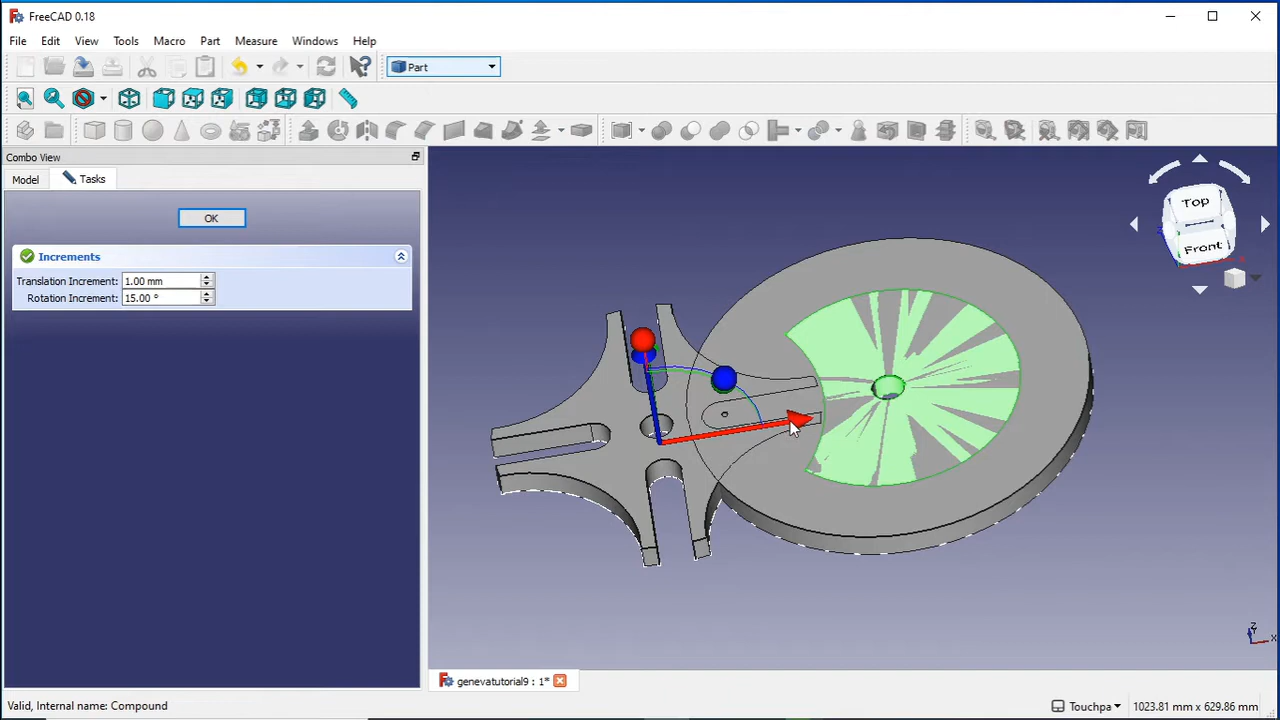 FreeCAD 0.18
File Edit View Tools Macro Part Measure Windows Help
Part
Combo View
Model Tasks
OK
Increments
Translation Increment: 1.00 mm
Rotation Increment: 15.00 °
Top
Front
Z
X
Z
Y
X
genevatutorial9 : 1*
Valid, Internal name: Compound
Touchpa
1023.81 mm x 629.86 mm